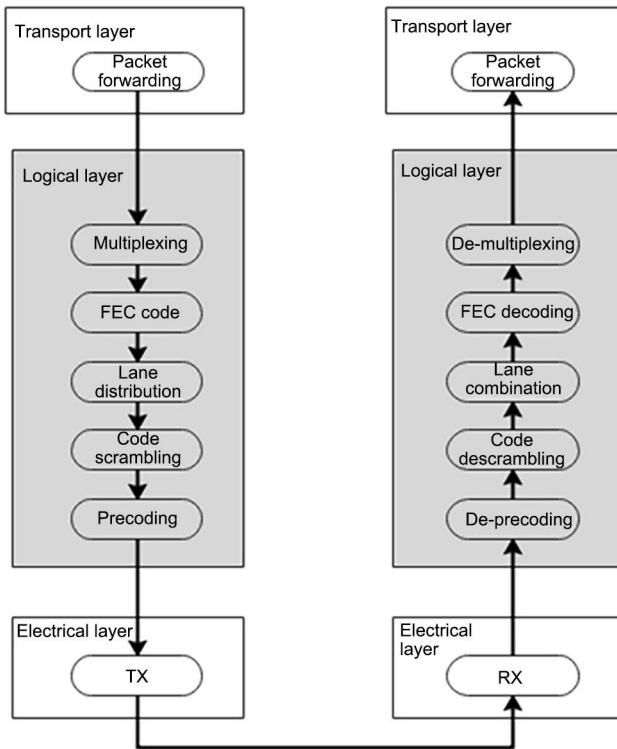 Transport layer
Packet
forwarding
Logical layer
Multiplexing
FEC code
Lane
distribution
Code
scrambling
Precoding
Electrical layer
TX
Transport layer
Packet
forwarding
Logical layer
De-multiplexing
FEC decoding
Lane
combination
Code
descrambling
De-precoding
Electrical
layer
RX